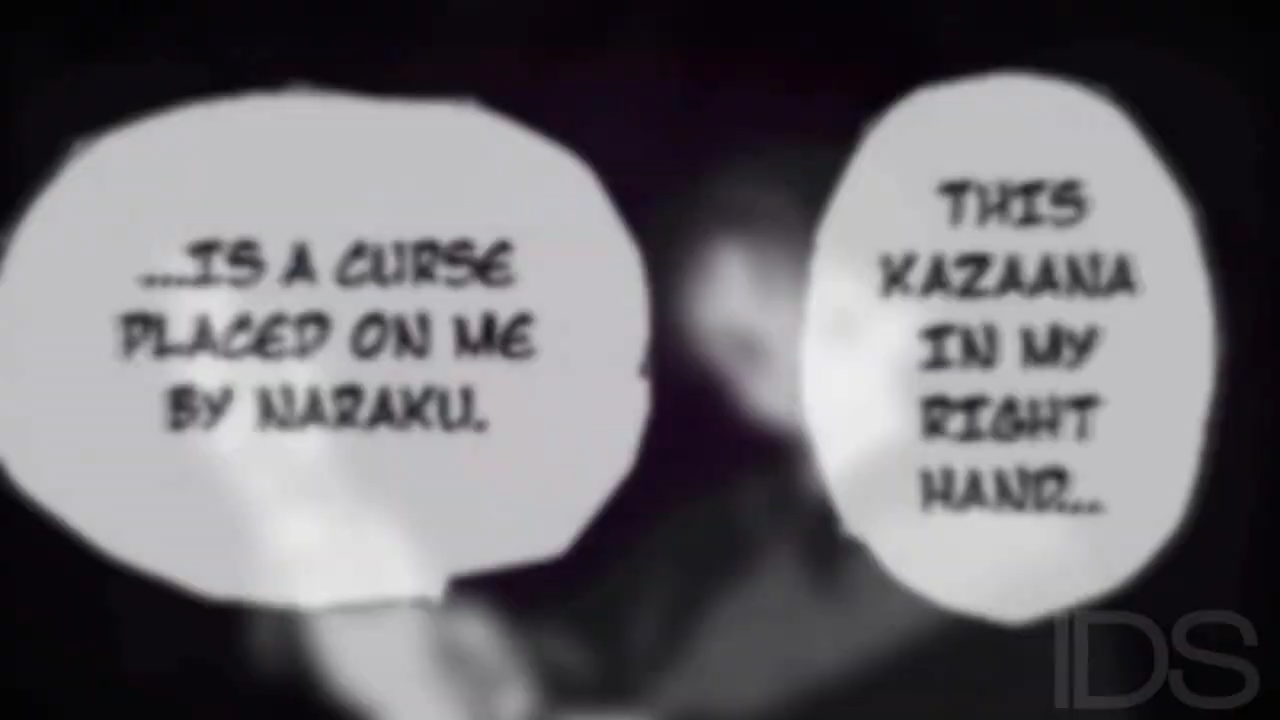 THIS
KAZAANA
IN MY
RIGHT
HAND...
...IS A CURSE
PLACED ON ME
BY NARAKU.
IDS